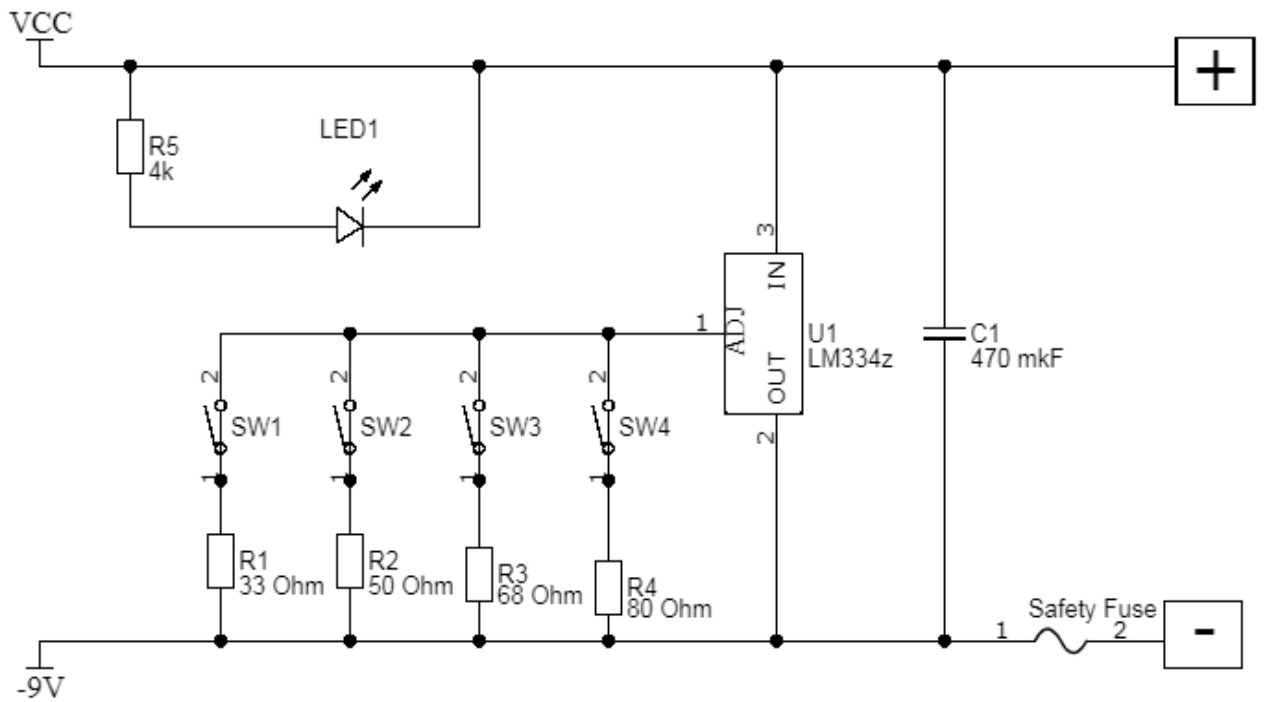 VCC
+
LED1
R5
4k
3
IN
1
ADJ
U1
LM334z
OUT
2
C1
470 mkF
2
SW1
1
2
SW2
1
2
SW3
1
2
SW4
1
R1
33 Ohm
R2
50 Ohm
R3
68 Ohm
R4
80 Ohm
Safety Fuse
1
2
-
-9V